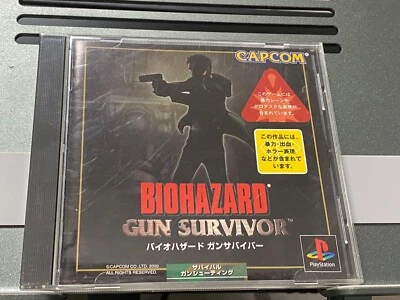 CAPCOM
このゲームには
暴力シーンや
グロテスクな表現が
含まれています。
この作品には、
暴力・出血・
ホラー表現
などが含まれて
います。
BIOHAZARD
GUN SURVIVOR™
バイオハザード ガンサバイバー
©CAPCOM CO.,LTD. 2000
ALL RIGHTS RESERVED.
サバイバル
ガンシューティング
PlayStation